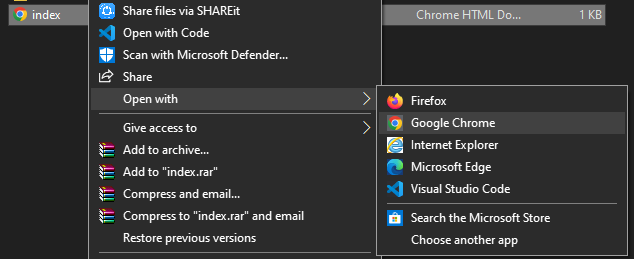 index
Chrome HTML Do...
1 KB
Share files via SHAREit
Open with Code
Scan with Microsoft Defender...
Share
Open with
Give access to
Add to archive...
Add to "index.rar"
Compress and email...
Compress to "index.rar" and email
Restore previous versions
Firefox
Google Chrome
Internet Explorer
Microsoft Edge
Visual Studio Code
Search the Microsoft Store
Choose another app